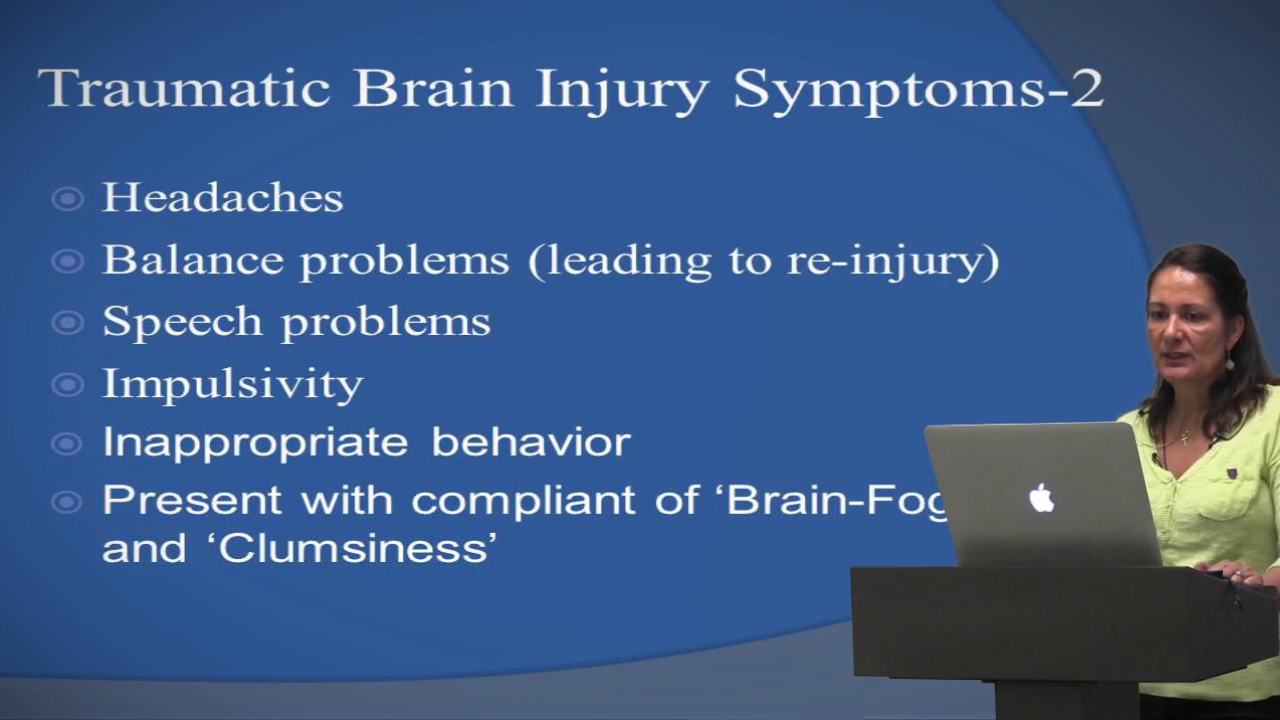 Traumatic Brain Injury Symptoms-2
Headaches
Balance problems (leading to re-injury)
Speech problems
Impulsivity
Inappropriate behavior
Present with compliant of ‘Brain-Fog
and ‘Clumsiness’